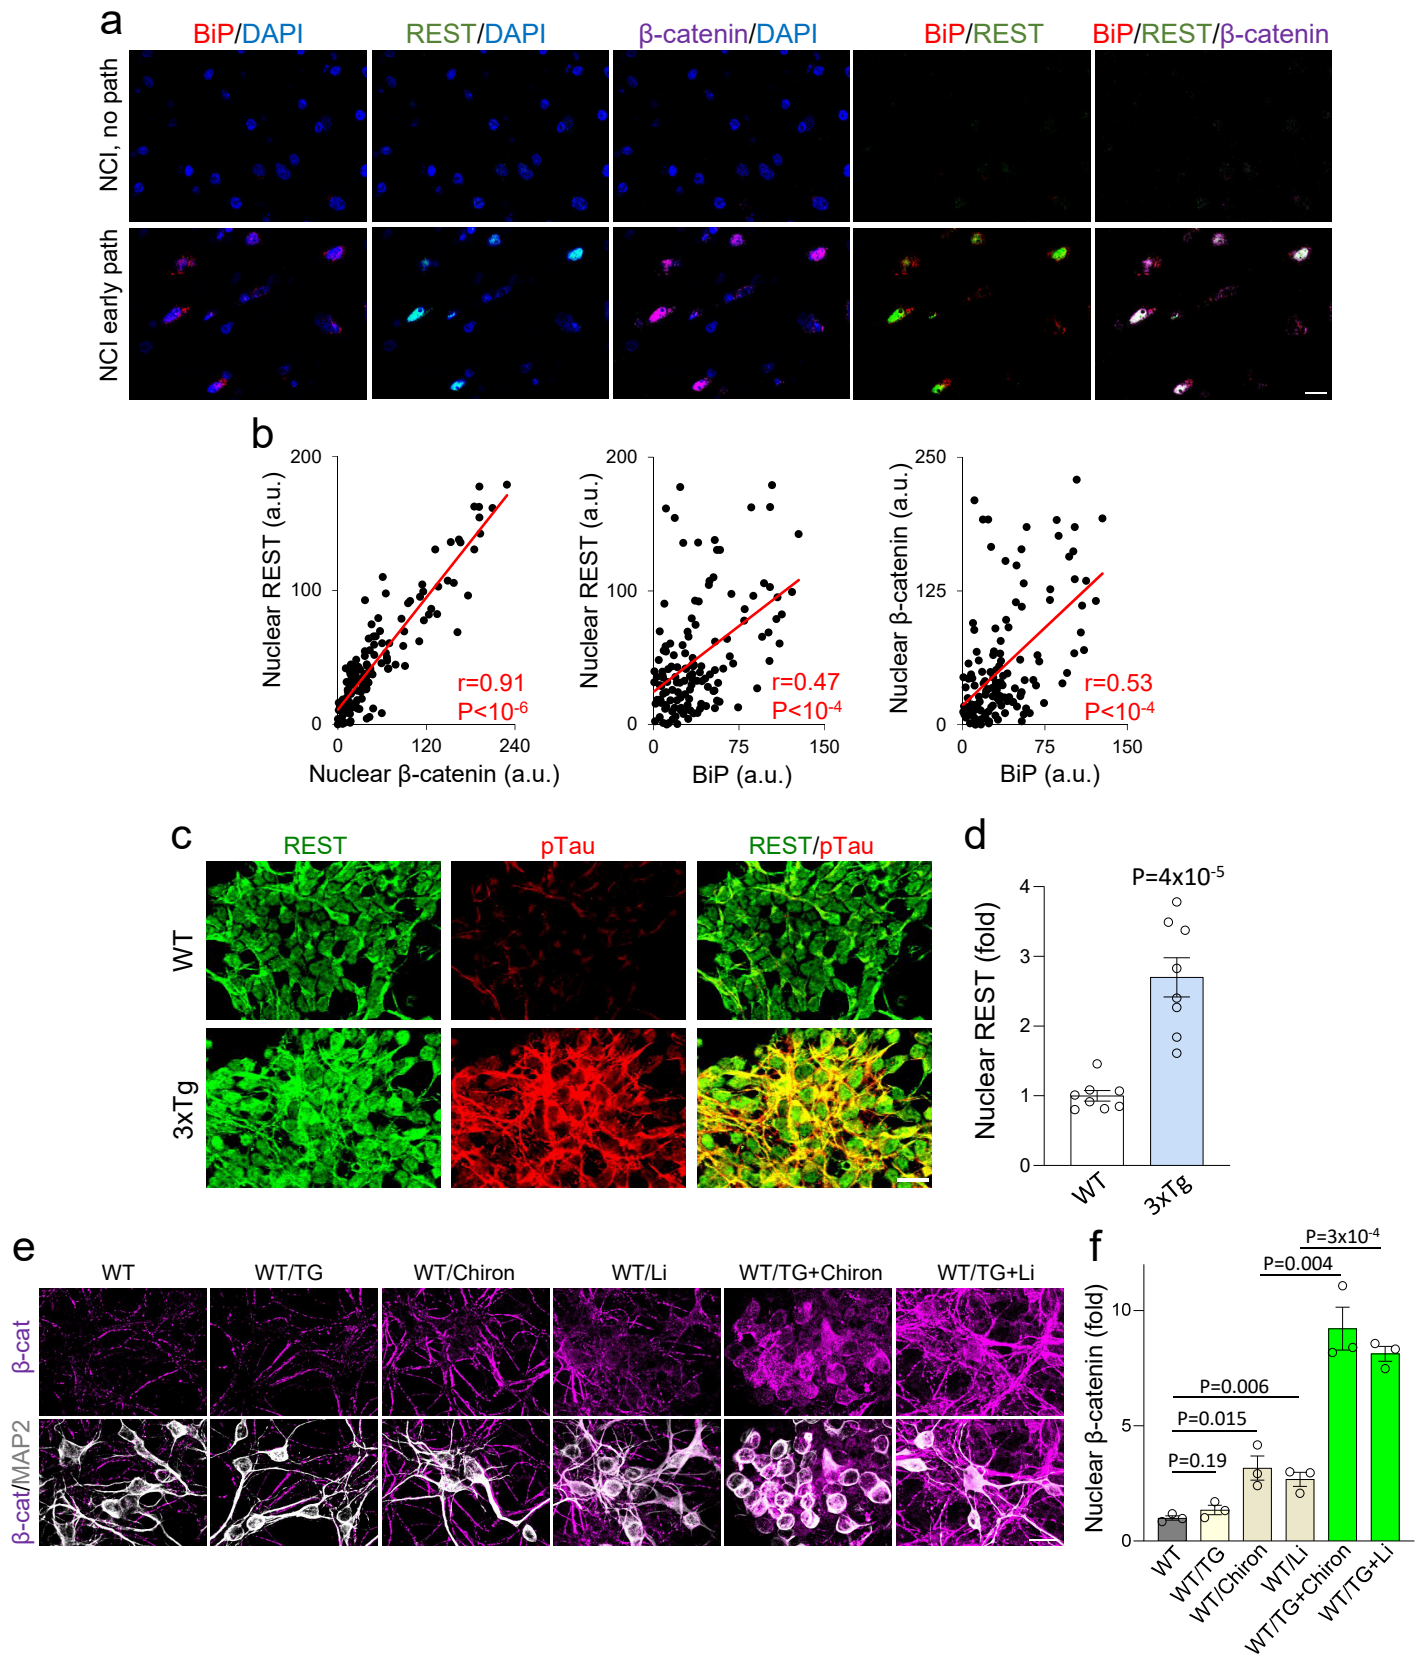 a
BiP/DAPI
REST/DAPI
β-catenin/DAPI
BiP/REST
BiP/REST/β-catenin
NCI, no path
NCI early path
b
200
100
0
Nuclear REST (a.u.)
r=0.91
P<10-6
0
120
240
Nuclear β-catenin (a.u.)
200
100
0
Nuclear REST (a.u.)
r=0.47
P<10-4
0
75
150
BiP (a.u.)
250
125
0
Nuclear β-catenin (a.u.)
r=0.53
P<10-4
0
75
150
BiP (a.u.)
c
REST
pTau
REST/pTau
WT
3xTg
d
P=4x10-5
4
3
2
1
0
Nuclear REST (fold)
WT
3xTg
e
WT
WT/TG
WT/Chiron
WT/Li
WT/TG+Chiron
WT/TG+Li
β-cat
β-cat/MAP2
f
P=3x10-4
P=0.004
P=0.006
P=0.015
P=0.19
10
5
0
Nuclear β-catenin (fold)
WT
WT/TG
WT/Chiron
WT/Li
WT/TG+Chiron
WT/TG+Li